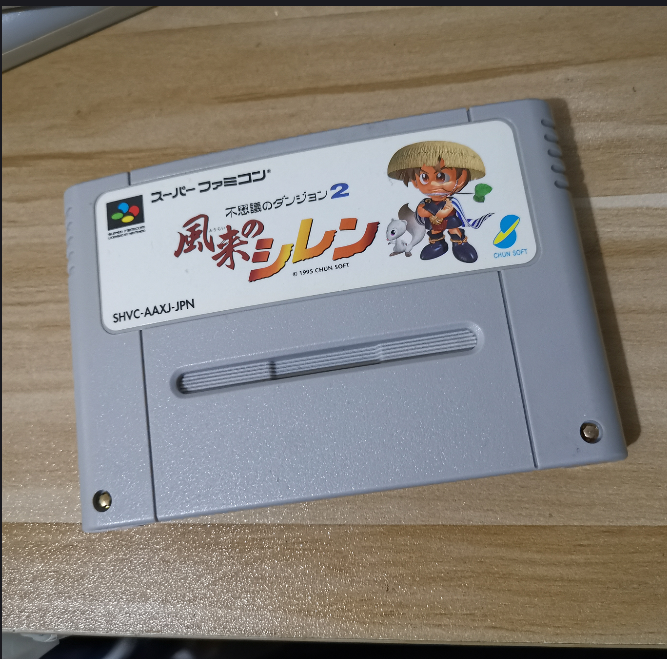 スーパーファミコン®
不思議のダンジョン2
風来の
シレン
© 1995 CHUN SOFT
CHUN SOFT
SHVC-AAXJ-JPN